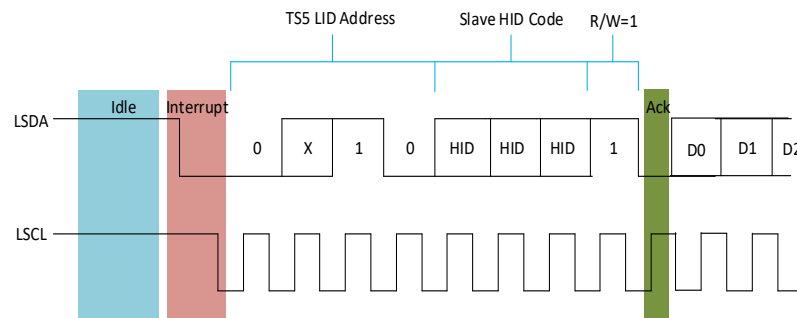 TS5 LID Address Slave HID Code R/W=1
Idle Interrupt Ack
LSDA
0 X 1 0 HID HID HID 1 D0 D1 D2
LSCL